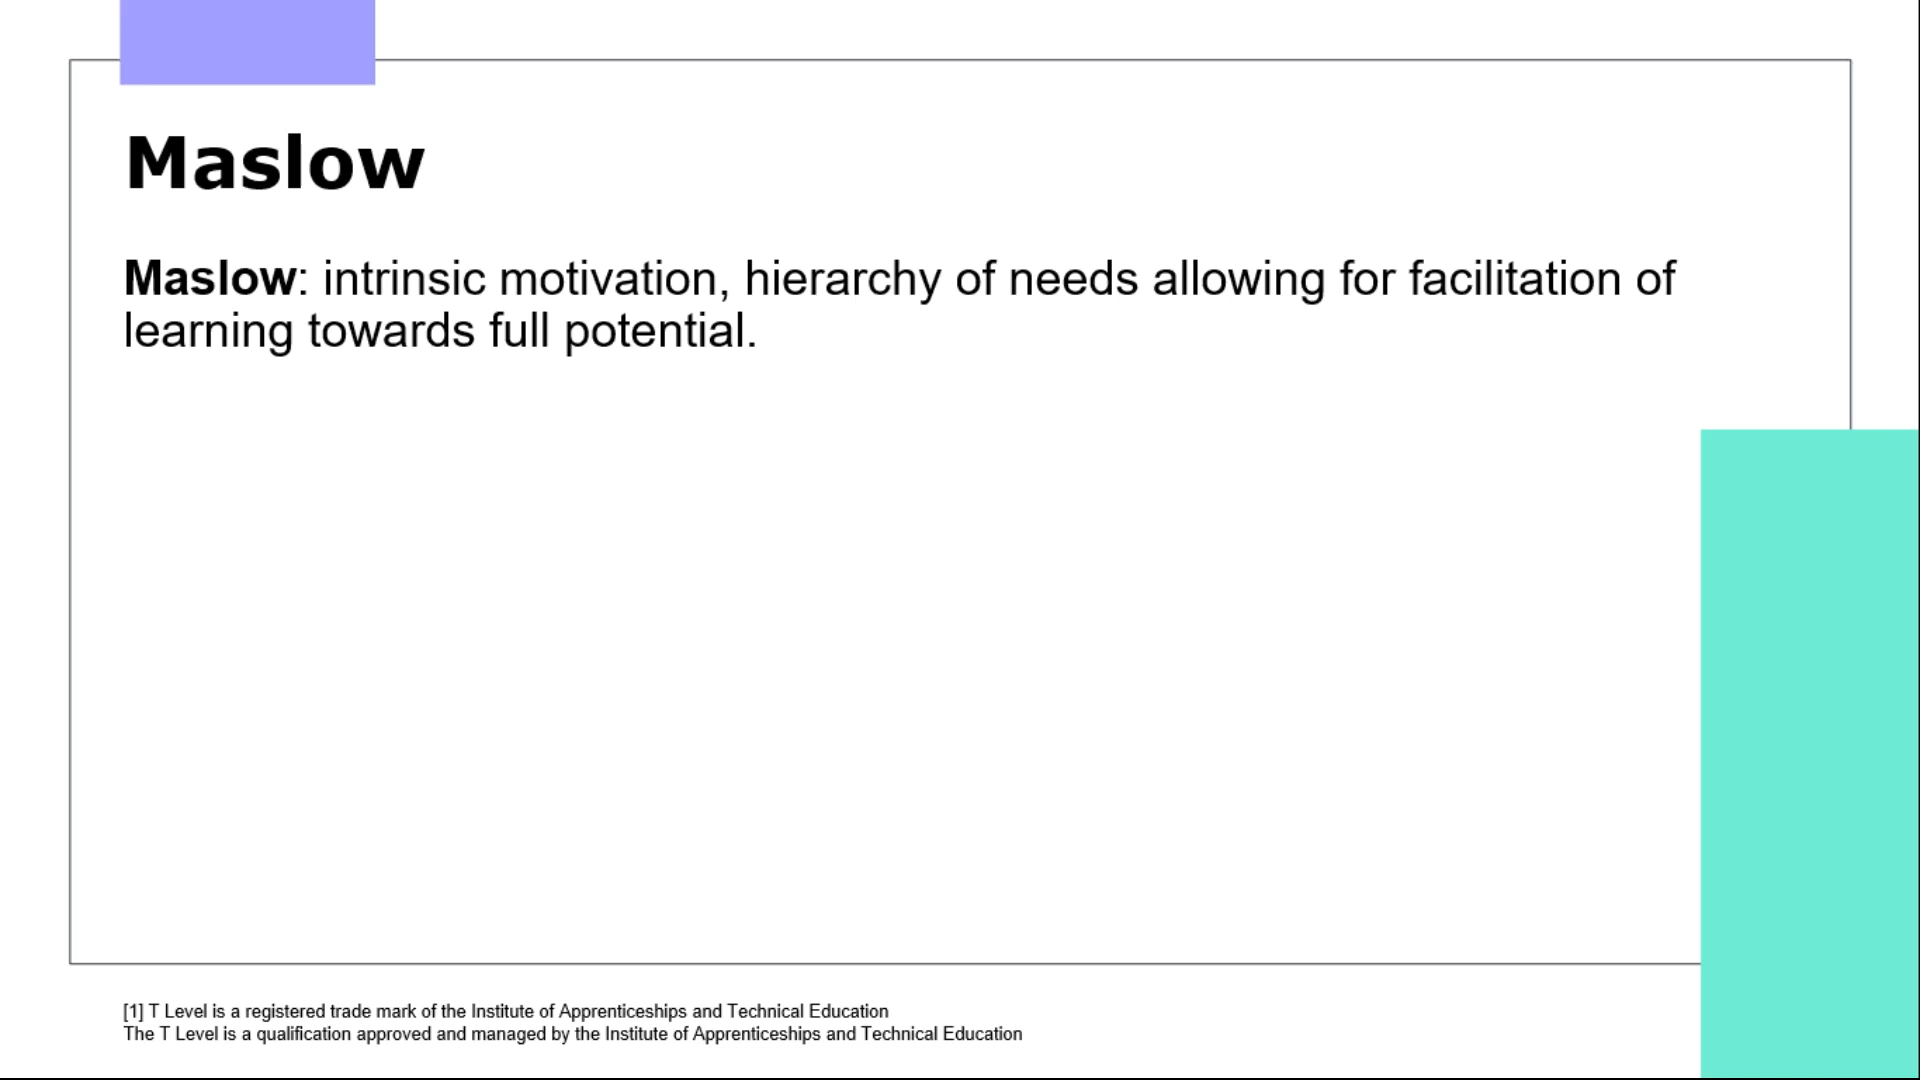 Maslow
Maslow: intrinsic motivation, hierarchy of needs allowing for facilitation of
learning towards full potential.
[1] T Level is a registered trade mark of the Institute of Apprenticeships and Technical Education
The T Level is a qualification approved and managed by the Institute of Apprenticeships and Technical Education